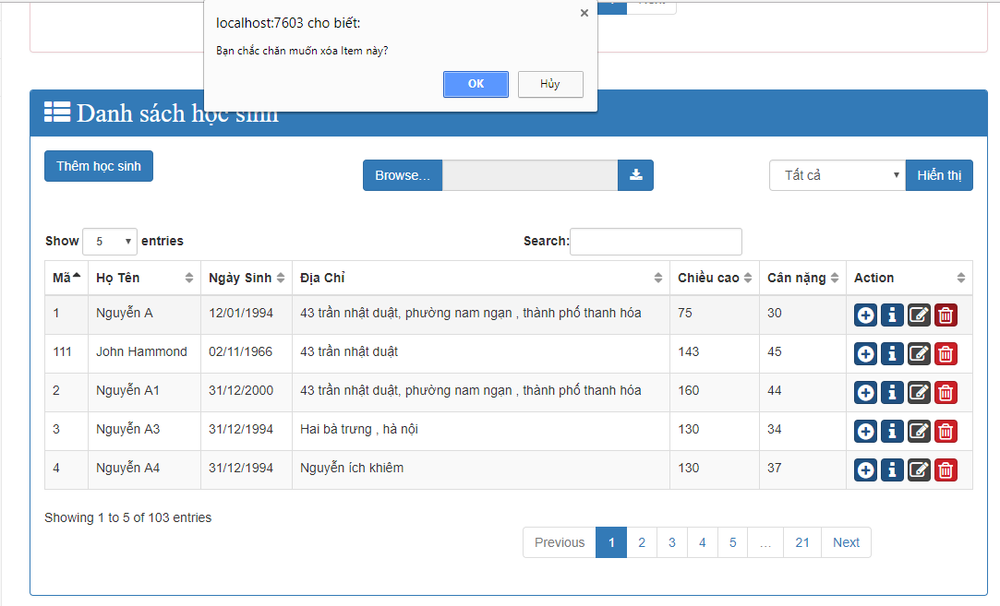 localhost:7603 cho biết:
Bạn chắc chăn muốn xóa Item này?
OK Hủy
Danh sách học sinh
Thêm học sinh Browse... Tất cả Hiển thị
Show 5 entries Search:
Mã Họ Tên Ngày Sinh Địa Chỉ Chiều cao Cân nặng Action
1 Nguyễn A 12/01/1994 43 trần nhật duật, phường nam ngạn , thành phố thanh hóa 75 30
111 John Hammond 02/11/1966 43 trần nhật duật 143 45
2 Nguyễn A1 31/12/2000 43 trần nhật duật, phường nam ngạn , thành phố thanh hóa 160 44
3 Nguyễn A3 31/12/1994 Hai bà trưng , hà nội 130 34
4 Nguyễn A4 31/12/1994 Nguyễn ích khiêm 130 37
Showing 1 to 5 of 103 entries
Previous 1 2 3 4 5 ... 21 Next